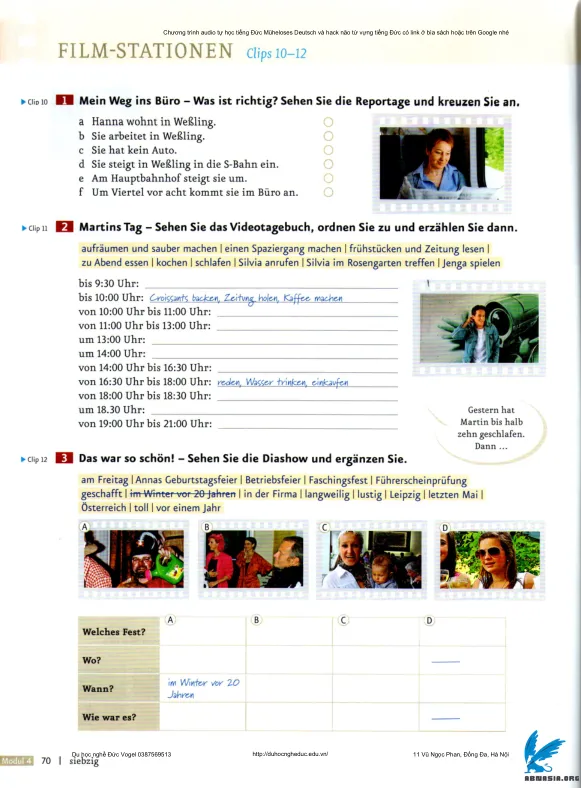 Chương trình audio tự học tiếng Đức Müheloses Deutsch và hack não từ vựng tiếng Đức có link ở bìa sách hoặc trên Google nhé
FILM-STATIONEN Clips 10–12
▶ Clip 10 1 Mein Weg ins Büro – Was ist richtig? Sehen Sie die Reportage und kreuzen Sie an.
a Hanna wohnt in Weßling.
b Sie arbeitet in Weßling.
c Sie hat kein Auto.
d Sie steigt in Weßling in die S-Bahn ein.
e Am Hauptbahnhof steigt sie um.
f Um Viertel vor acht kommt sie im Büro an.
▶ Clip 11 2 Martins Tag – Sehen Sie das Videotagebuch, ordnen Sie zu und erzählen Sie dann.
aufräumen und sauber machen | einen Spaziergang machen | frühstücken und Zeitung lesen |
zu Abend essen | kochen | schlafen | Silvia anrufen | Silvia im Rosengarten treffen | Jenga spielen
bis 9:30 Uhr:
bis 10:00 Uhr: Croissants backen, Zeitung holen, Kaffee machen
von 10:00 Uhr bis 11:00 Uhr:
von 11:00 Uhr bis 13:00 Uhr:
um 13:00 Uhr:
um 14:00 Uhr:
von 14:00 Uhr bis 16:30 Uhr:
von 16:30 Uhr bis 18:00 Uhr: reden, Wasser trinken, einkaufen
von 18:00 Uhr bis 18:30 Uhr:
um 18.30 Uhr:
von 19:00 Uhr bis 21:00 Uhr:
Gestern hat
Martin bis halb
zehn geschlafen.
Dann ...
▶ Clip 12 3 Das war so schön! – Sehen Sie die Diashow und ergänzen Sie.
am Freitag | Annas Geburtstagsfeier | Betriebsfeier | Faschingsfest | Führerscheinprüfung
geschafft | im Winter vor 20 Jahren | in der Firma | langweilig | lustig | Leipzig | letzten Mai |
Österreich | toll | vor einem Jahr
A B C D
A B C D
Welches Fest?
Wo?
Wann? im Winter vor 20
Jahren
Wie war es?
Modul 4 70 | siebzig
Du học nghề Đức Vogel 0387569513 http://duhocngheduc.edu.vn/ 11 Vũ Ngọc Phan, Đống Đa, Hà Nội
ABBASIA.ORG